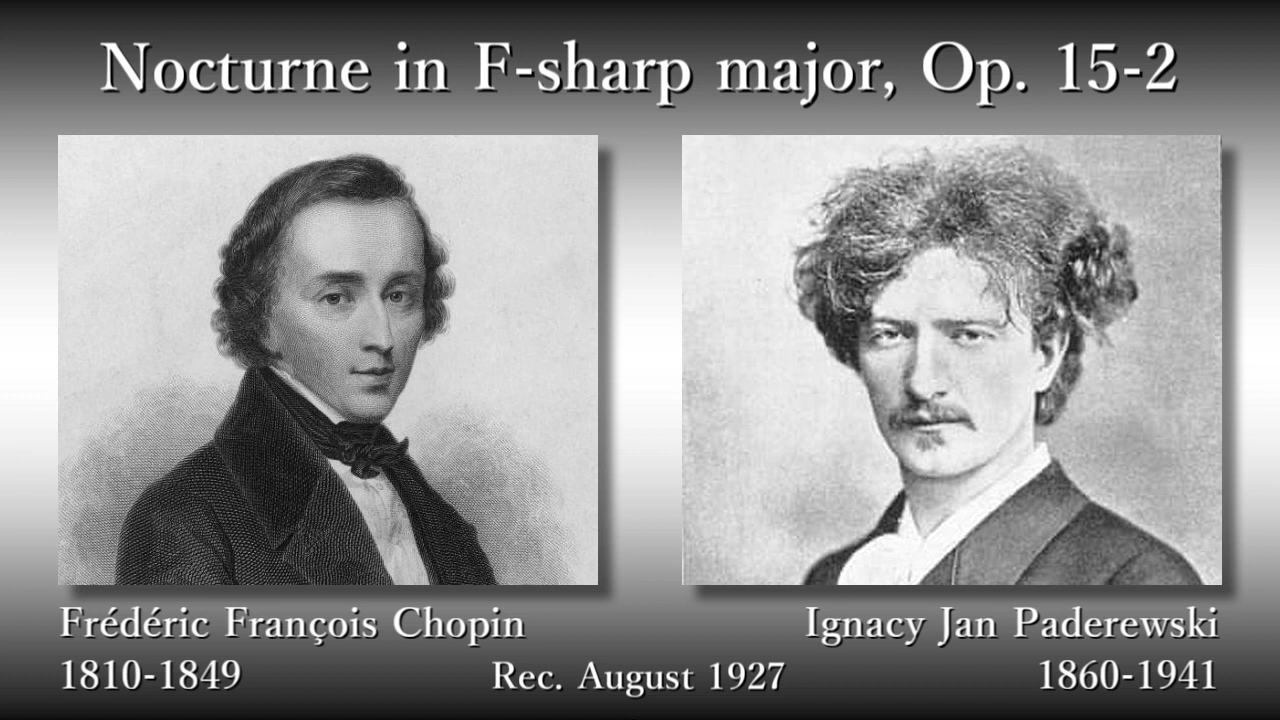 Nocturne in F-sharp major, Op. 15-2
Frédéric François Chopin
1810-1849
Rec. August 1927
Ignacy Jan Paderewski
1860-1941